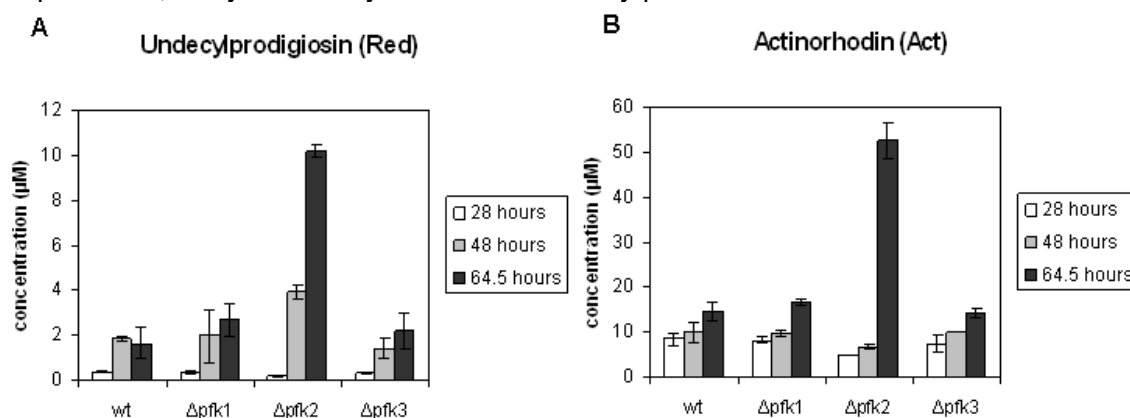 A
Undecylprodigiosin (Red)
12
10
8
6
4
2
0
concentration (µM)
wt Δpfk1 Δpfk2 Δpfk3
28 hours
48 hours
64.5 hours
B
Actinorhodin (Act)
60
50
40
30
20
10
0
concentration (µM)
wt Δpfk1 Δpfk2 Δpfk3
28 hours
48 hours
64.5 hours